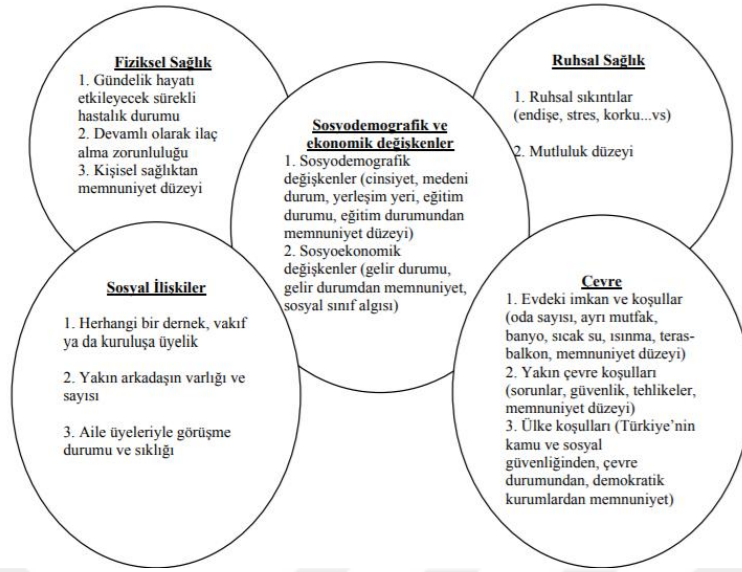 Fiziksel Sağlık
1. Gündelik hayatı
etkileyecek sürekli
hastalık durumu
2. Devamlı olarak ilaç
alma zorunluluğu
3. Kişisel sağlıktan
memnuniyet düzeyi
Ruhsal Sağlık
1. Ruhsal sıkıntılar
(endişe, stres, korku...vs)
2. Mutluluk düzeyi
Sosyodemografik ve
ekonomik değişkenler
1. Sosyodemografik
değişkenler (cinsiyet, medeni
durum, yerleşim yeri, eğitim
durumu, eğitim durumundan
memnuniyet düzeyi)
2. Sosyoekonomik
değişkenler (gelir durumu,
gelir durumdan memnuniyet,
sosyal sınıf algısı)
Sosyal İlişkiler
1. Herhangi bir dernek, vakıf
ya da kuruluşa üyelik
2. Yakın arkadaşın varlığı ve
sayısı
3. Aile üyeleriyle görüşme
durumu ve sıklığı
Çevre
1. Evdeki imkan ve koşullar
(oda sayısı, ayrı mutfak,
banyo, sıcak su, ısınma, teras-
balkon, memnuniyet düzeyi)
2. Yakın çevre koşulları
(sorunlar, güvenlik, tehlikeler,
memnuniyet düzeyi)
3. Ülke koşulları (Türkiye’nin
kamu ve sosyal
güvenliğinden, çevre
durumundan, demokratik
kurumlardan memnuniyet)